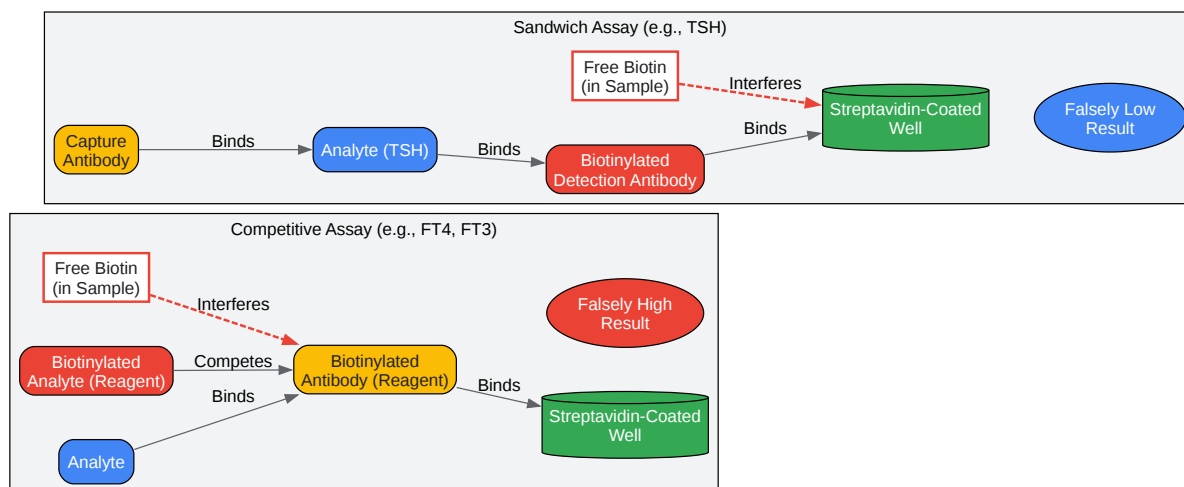 Sandwich Assay (e.g., TSH)
Free Biotin
(in Sample)
Interferes
Streptavidin-Coated
Well
Falsely Low
Result
Capture
Antibody
Binds
Analyte (TSH)
Binds
Biotinylated
Detection Antibody
Binds
Competitive Assay (e.g., FT4, FT3)
Free Biotin
(in Sample)
Interferes
Falsely High
Result
Biotinylated
Analyte (Reagent)
Competes
Biotinylated
Antibody (Reagent)
Binds
Binds
Streptavidin-Coated
Well
Analyte